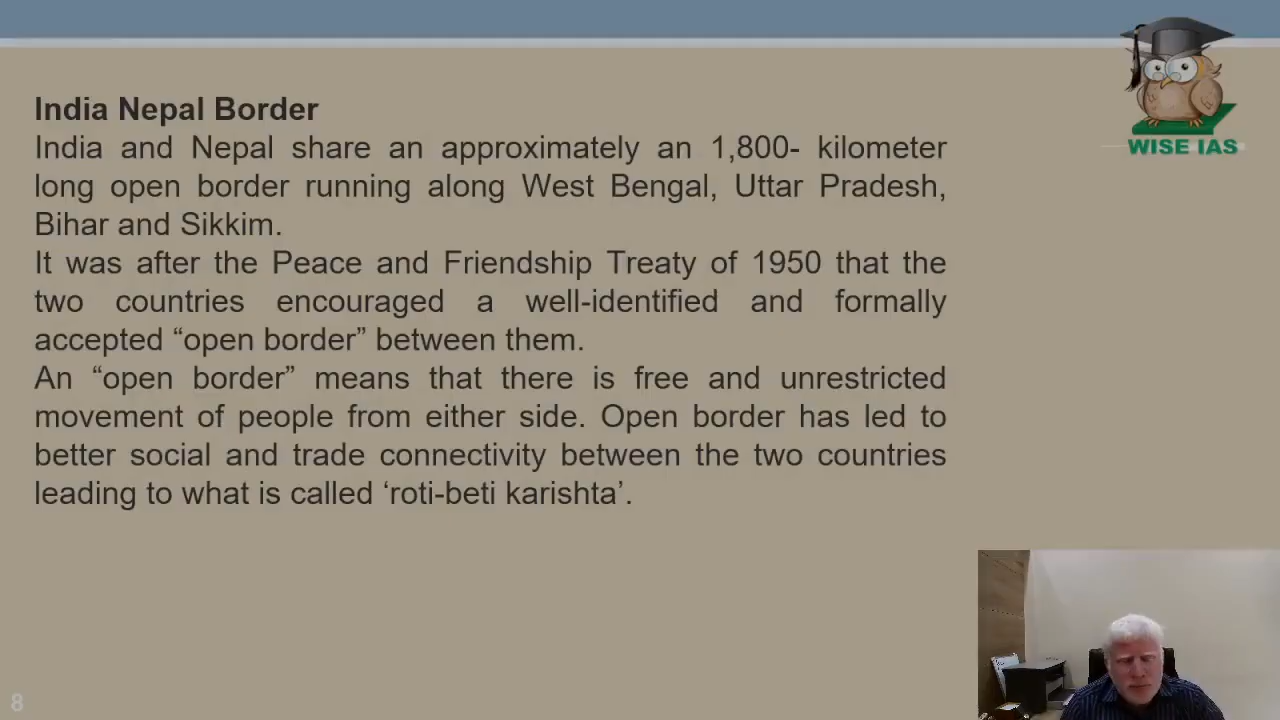 WISE IAS
India Nepal Border
India and Nepal share an approximately an 1,800- kilometer
long open border running along West Bengal, Uttar Pradesh,
Bihar and Sikkim.
It was after the Peace and Friendship Treaty of 1950 that the
two countries encouraged a well-identified and formally
accepted “open border” between them.
An “open border” means that there is free and unrestricted
movement of people from either side. Open border has led to
better social and trade connectivity between the two countries
leading to what is called ‘roti-beti karishta’.
8